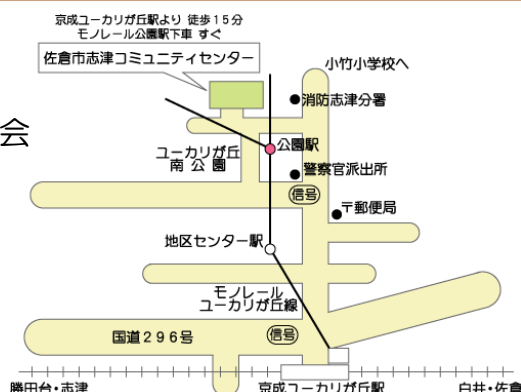 京成ユーカリが丘駅より 徒歩15分
モノレール公園駅下車 すぐ
佐倉市志津コミュニティセンター
小竹小学校へ
消防志津分署
会
公園駅
ユーカリが丘
南 公 園
警察官派出所
信号
〒郵便局
地区センター駅
モノレール
ユーカリが丘線
国道296号
信号
勝田台・志津
京成ユーカリが丘駅
白井・佐倉